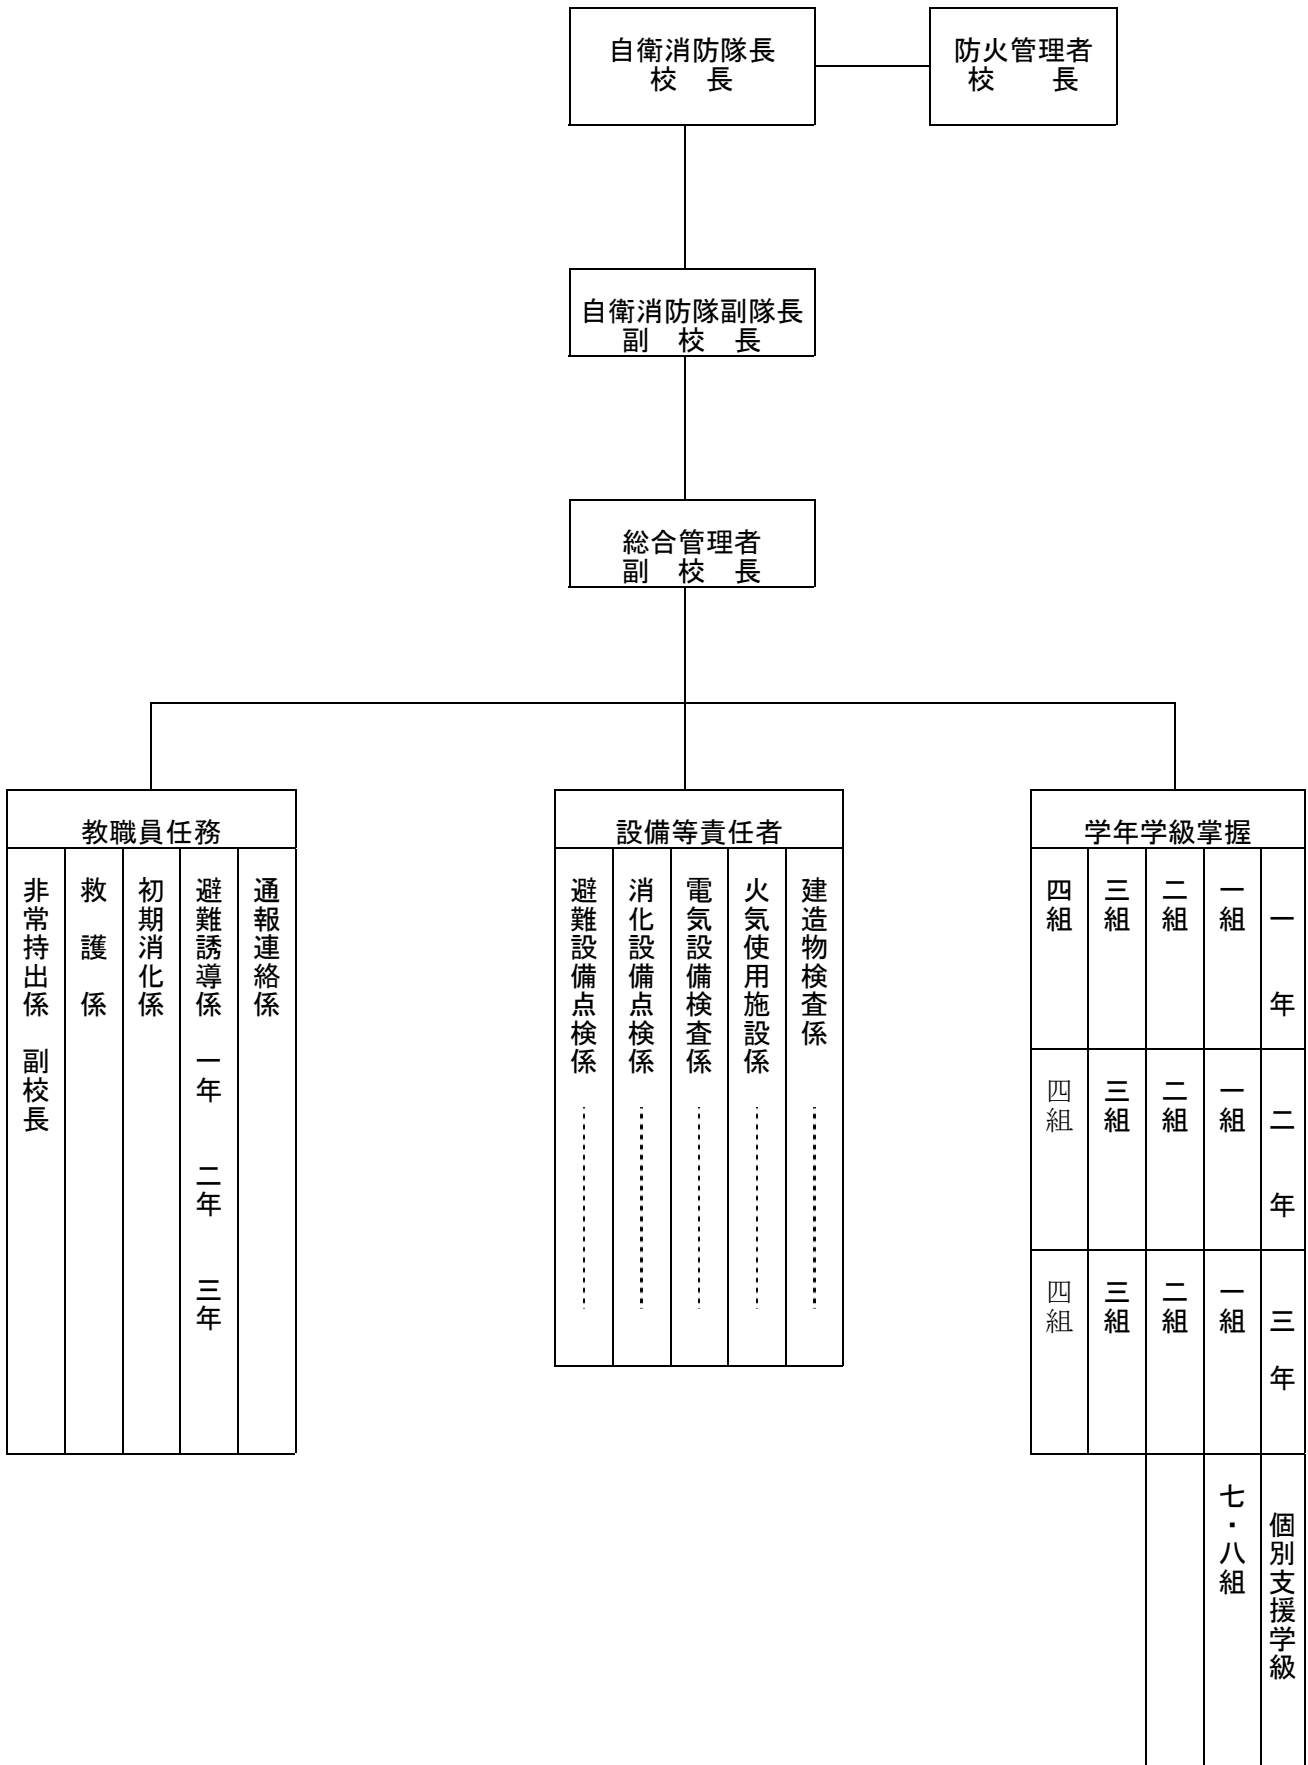 自衛消防隊長
校　長
防火管理者
校　　長
自衛消防隊副隊長
副　校　長
総合管理者
副　校　長
教職員任務
通報連絡係
避難誘導係　一年　二年　三年
初期消化係
救　護　係
非常持出係　副校長
設備等責任者
建造物検査係
火気使用施設係
電気設備検査係
消化設備点検係
避難設備点検係
学年学級掌握
一　　年
一組
二組
三組
四組
二　　年
一組
二組
三組
四組
三　年
一組
二組
三組
四組
個別支援学級
七・八組